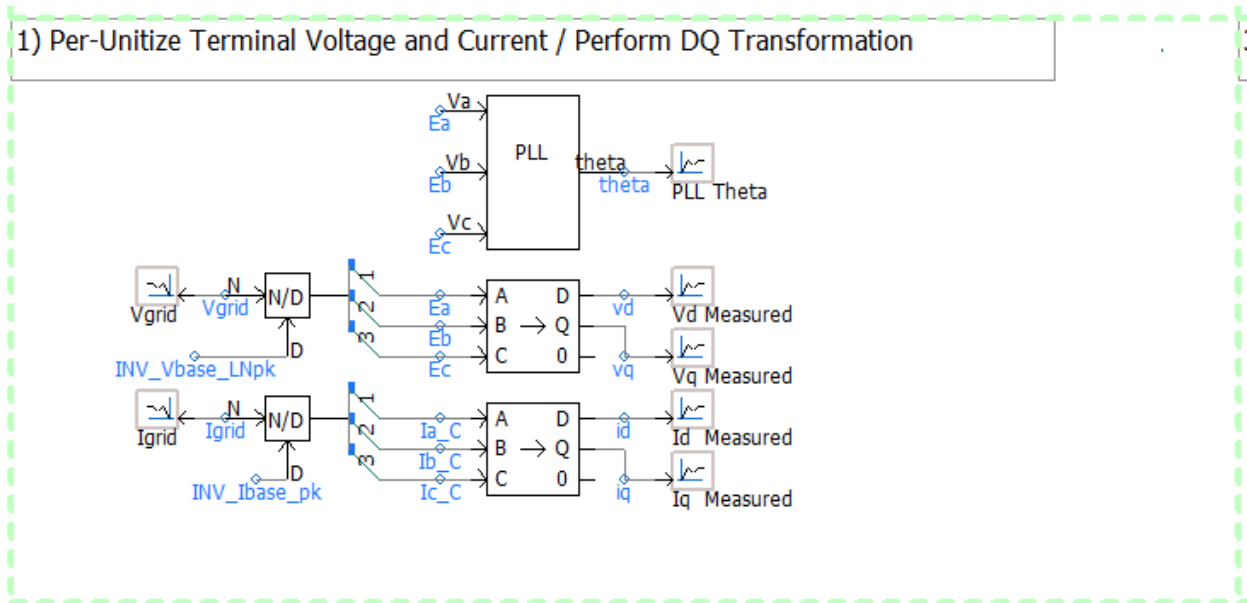 1) Per-Unitize Terminal Voltage and Current / Perform DQ Transformation
Va
Ea
Vb
Eb
Vc
Ec
PLL
theta
theta
PLL Theta
Vgrid
N
Vgrid
N/D
D
INV_Vbase_LNpk
1
2
3
Ea
Eb
Ec
A D
B → Q
C 0
vd
vq
Vd Measured
Vq Measured
Igrid
N
Igrid
N/D
D
INV_Ibase_pk
1
2
3
Ia_C
Ib_C
Ic_C
A D
B → Q
C 0
id
iq
Id Measured
Iq Measured